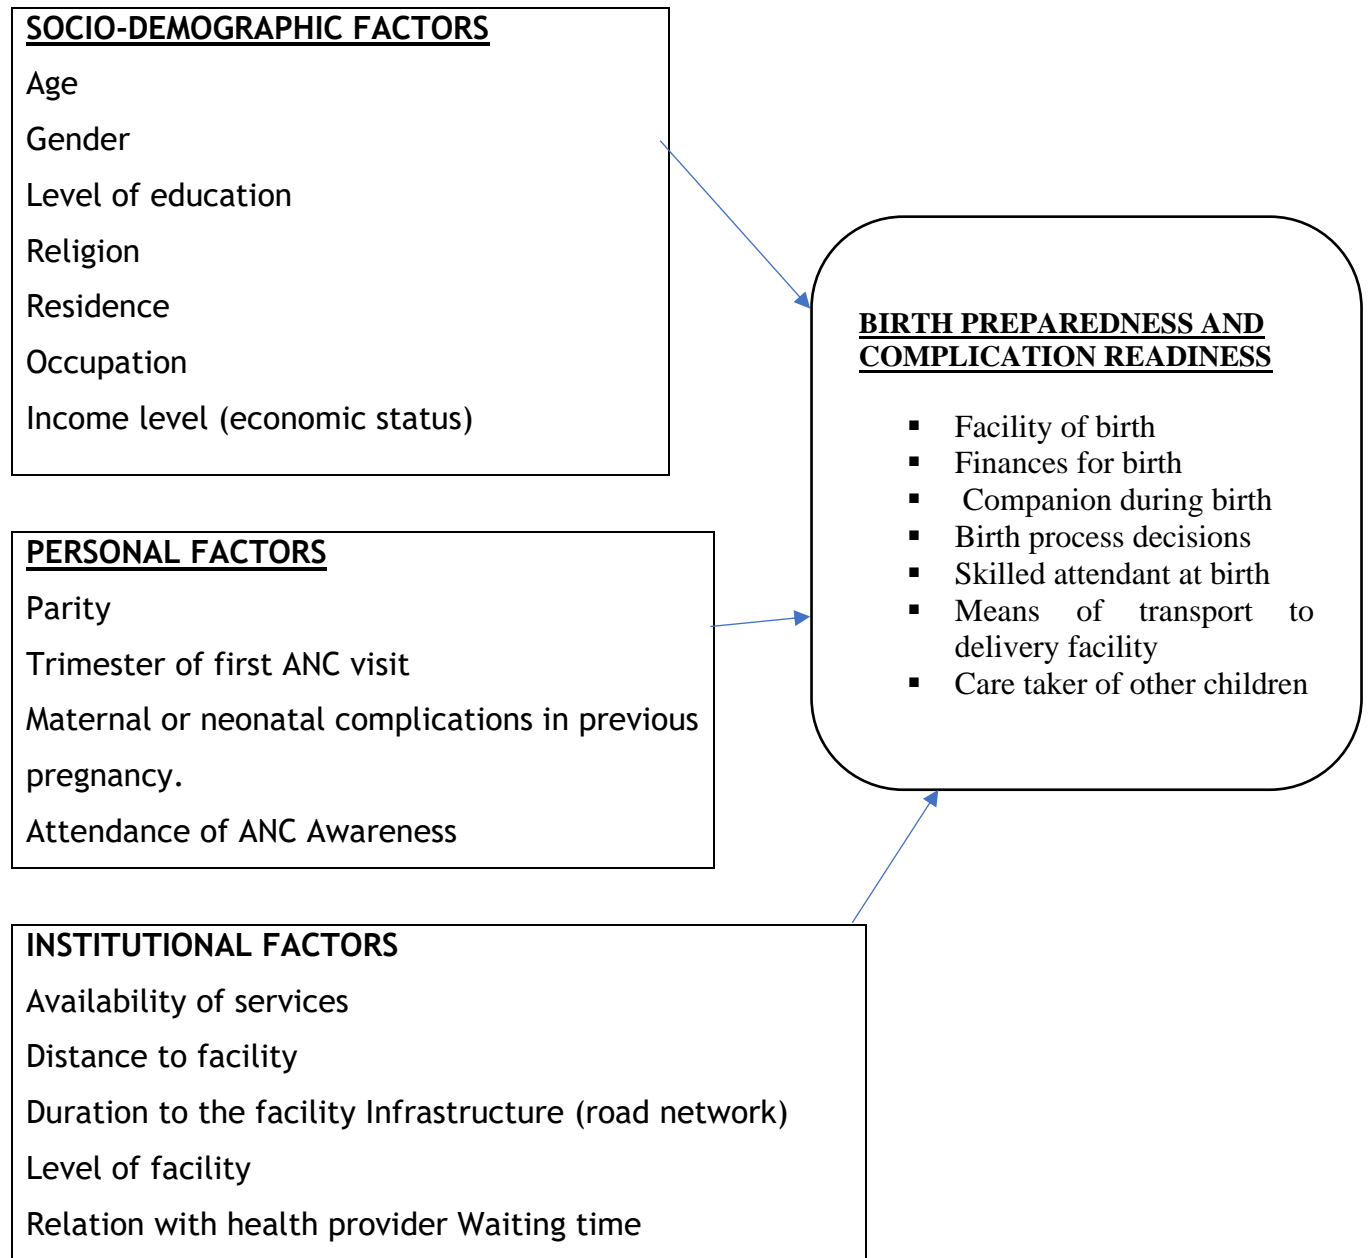 SOCIO-DEMOGRAPHIC FACTORS
Age
Gender
Level of education
Religion
Residence
Occupation
Income level (economic status)
PERSONAL FACTORS
Parity
Trimester of first ANC visit
Maternal or neonatal complications in previous
pregnancy.
Attendance of ANC Awareness
INSTITUTIONAL FACTORS
Availability of services
Distance to facility
Duration to the facility Infrastructure (road network)
Level of facility
Relation with health provider Waiting time
BIRTH PREPAREDNESS AND
COMPLICATION READINESS
▪ Facility of birth
▪ Finances for birth
▪ Companion during birth
▪ Birth process decisions
▪ Skilled attendant at birth
▪ Means of transport to
delivery facility
▪ Care taker of other children